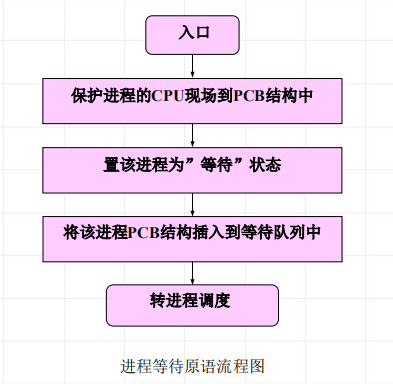 入口
保护进程的CPU现场到PCB结构中
置该进程为”等待”状态
将该进程PCB结构插入到等待队列中
转进程调度
进程等待原语流程图